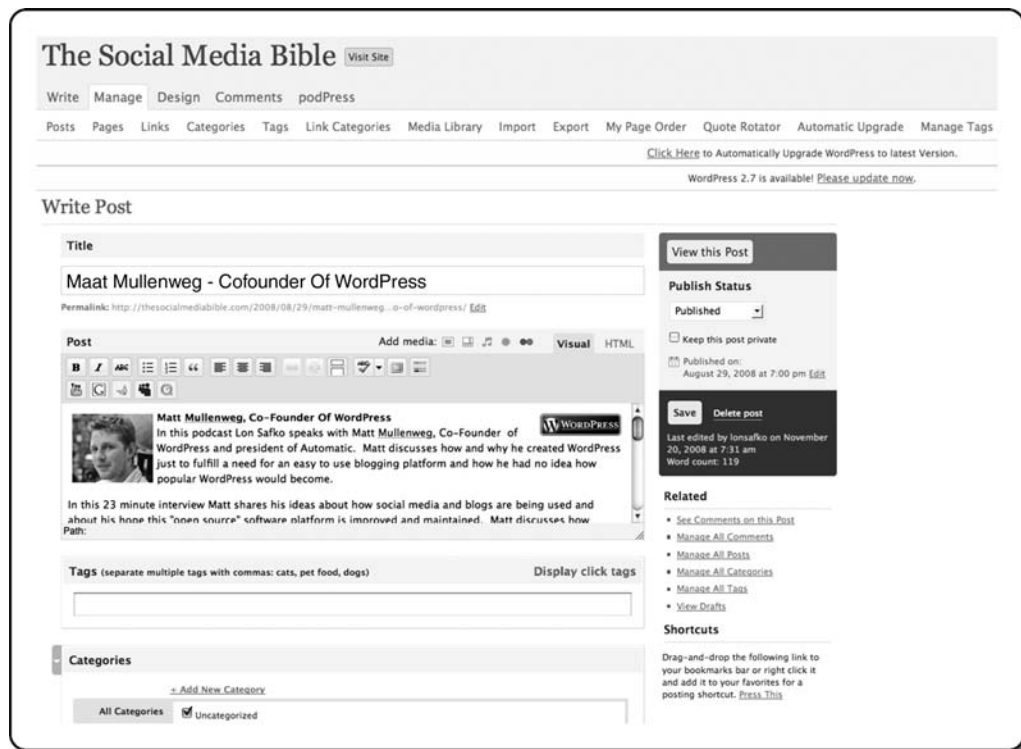 The Social Media Bible Visit Site
Write Manage Design Comments podPress
Posts Pages Links Categories Tags Link Categories Media Library Import Export My Page Order Quote Rotator Automatic Upgrade Manage Tags
Click Here to Automatically Upgrade WordPress to latest Version.
WordPress 2.7 is available! Please update now.
Write Post
Title
Maat Mullenweg - Cofounder Of WordPress
Permalink: http://thesocialmediabible.com/2008/08/29/matt-mullenweg...o-of-wordpress/ Edit
Post Add media: Visual HTML
B I ABC
Matt Mullenweg, Co-Founder Of WordPress
WORDPRESS
In this podcast Lon Safko speaks with Matt Mullenweg, Co-Founder of
WordPress and president of Automatic. Matt discusses how and why he created WordPress
just to fulfill a need for an easy to use blogging platform and how he had no idea how
popular WordPress would become.
In this 23 minute interview Matt shares his ideas about how social media and blogs are being used and
about his hope this "open source" software platform is improved and maintained. Matt discusses how
Path:
Tags (separate multiple tags with commas: cats, pet food, dogs) Display click tags
Categories
+ Add New Category
All Categories Uncategorized
View this Post
Publish Status
Published
Keep this post private
Published on:
August 29, 2008 at 7:00 pm Edit
Save Delete post
Last edited by lonsafko on November
20, 2008 at 7:31 am
Word count: 119
Related
See Comments on this Post
Manage All Comments
Manage All Posts
Manage All Categories
Manage All Tags
View Drafts
Shortcuts
Drag-and-drop the following link to
your bookmarks bar or right click it
and add it to your favorites for a
posting shortcut. Press This